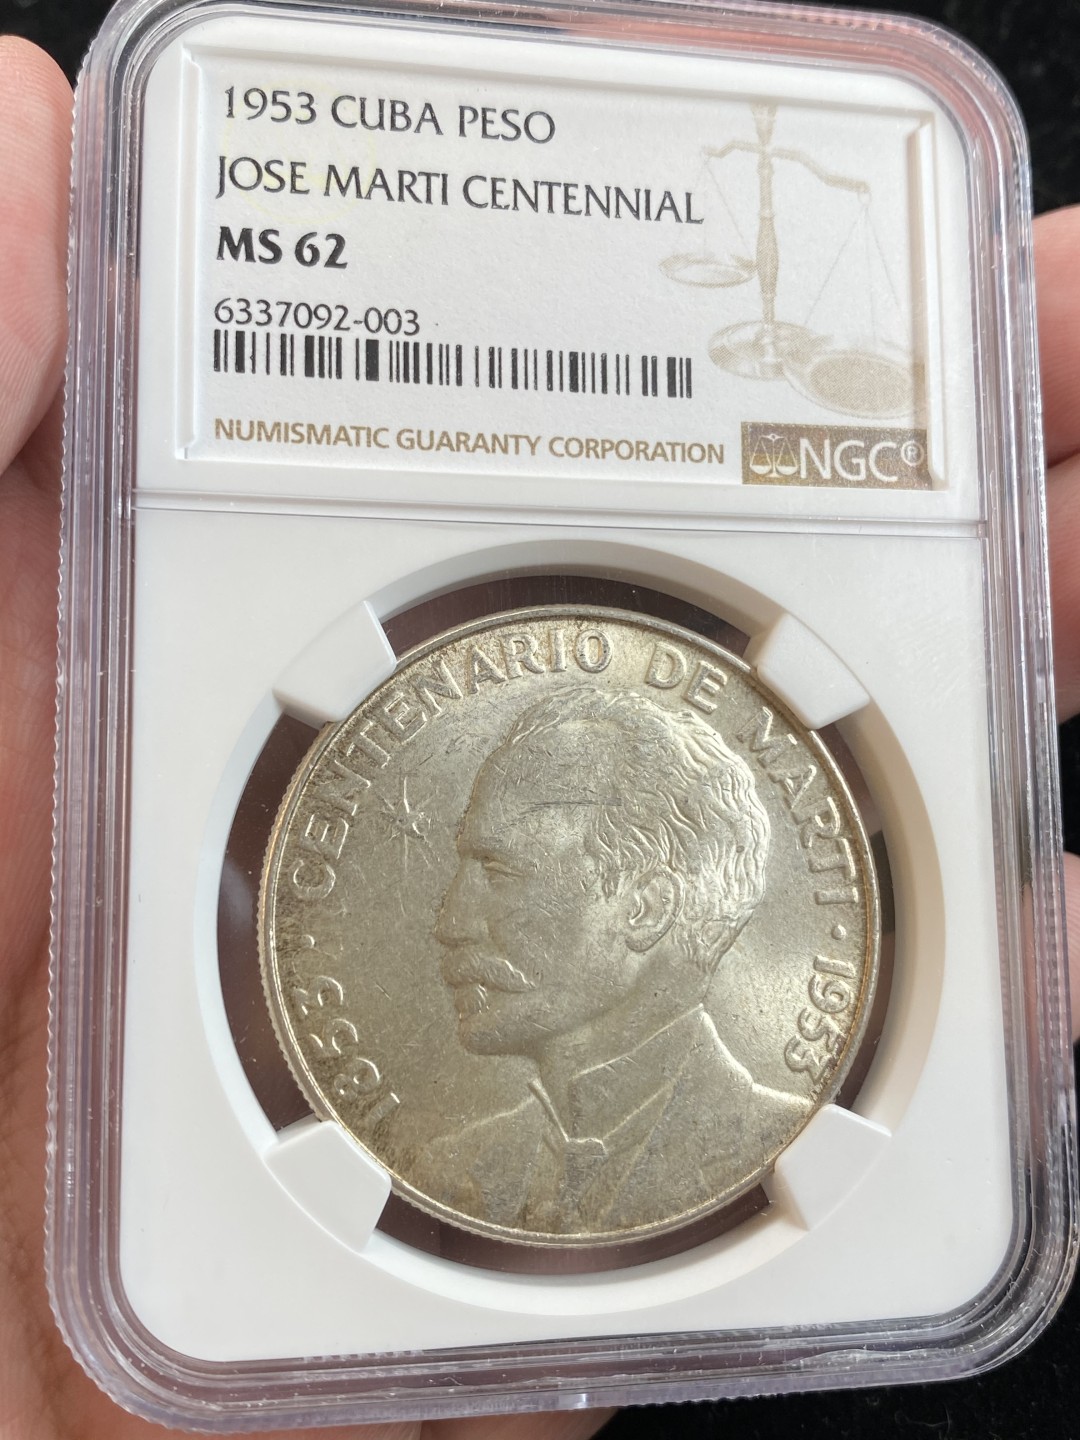 1953 CUBA PESO
JOSE MARTI CENTENNIAL
MS 62
6337092-003
NUMISMATIC GUARANTY CORPORATION
NGC®
1853 · CENTENARIO DE MARTI · 1953